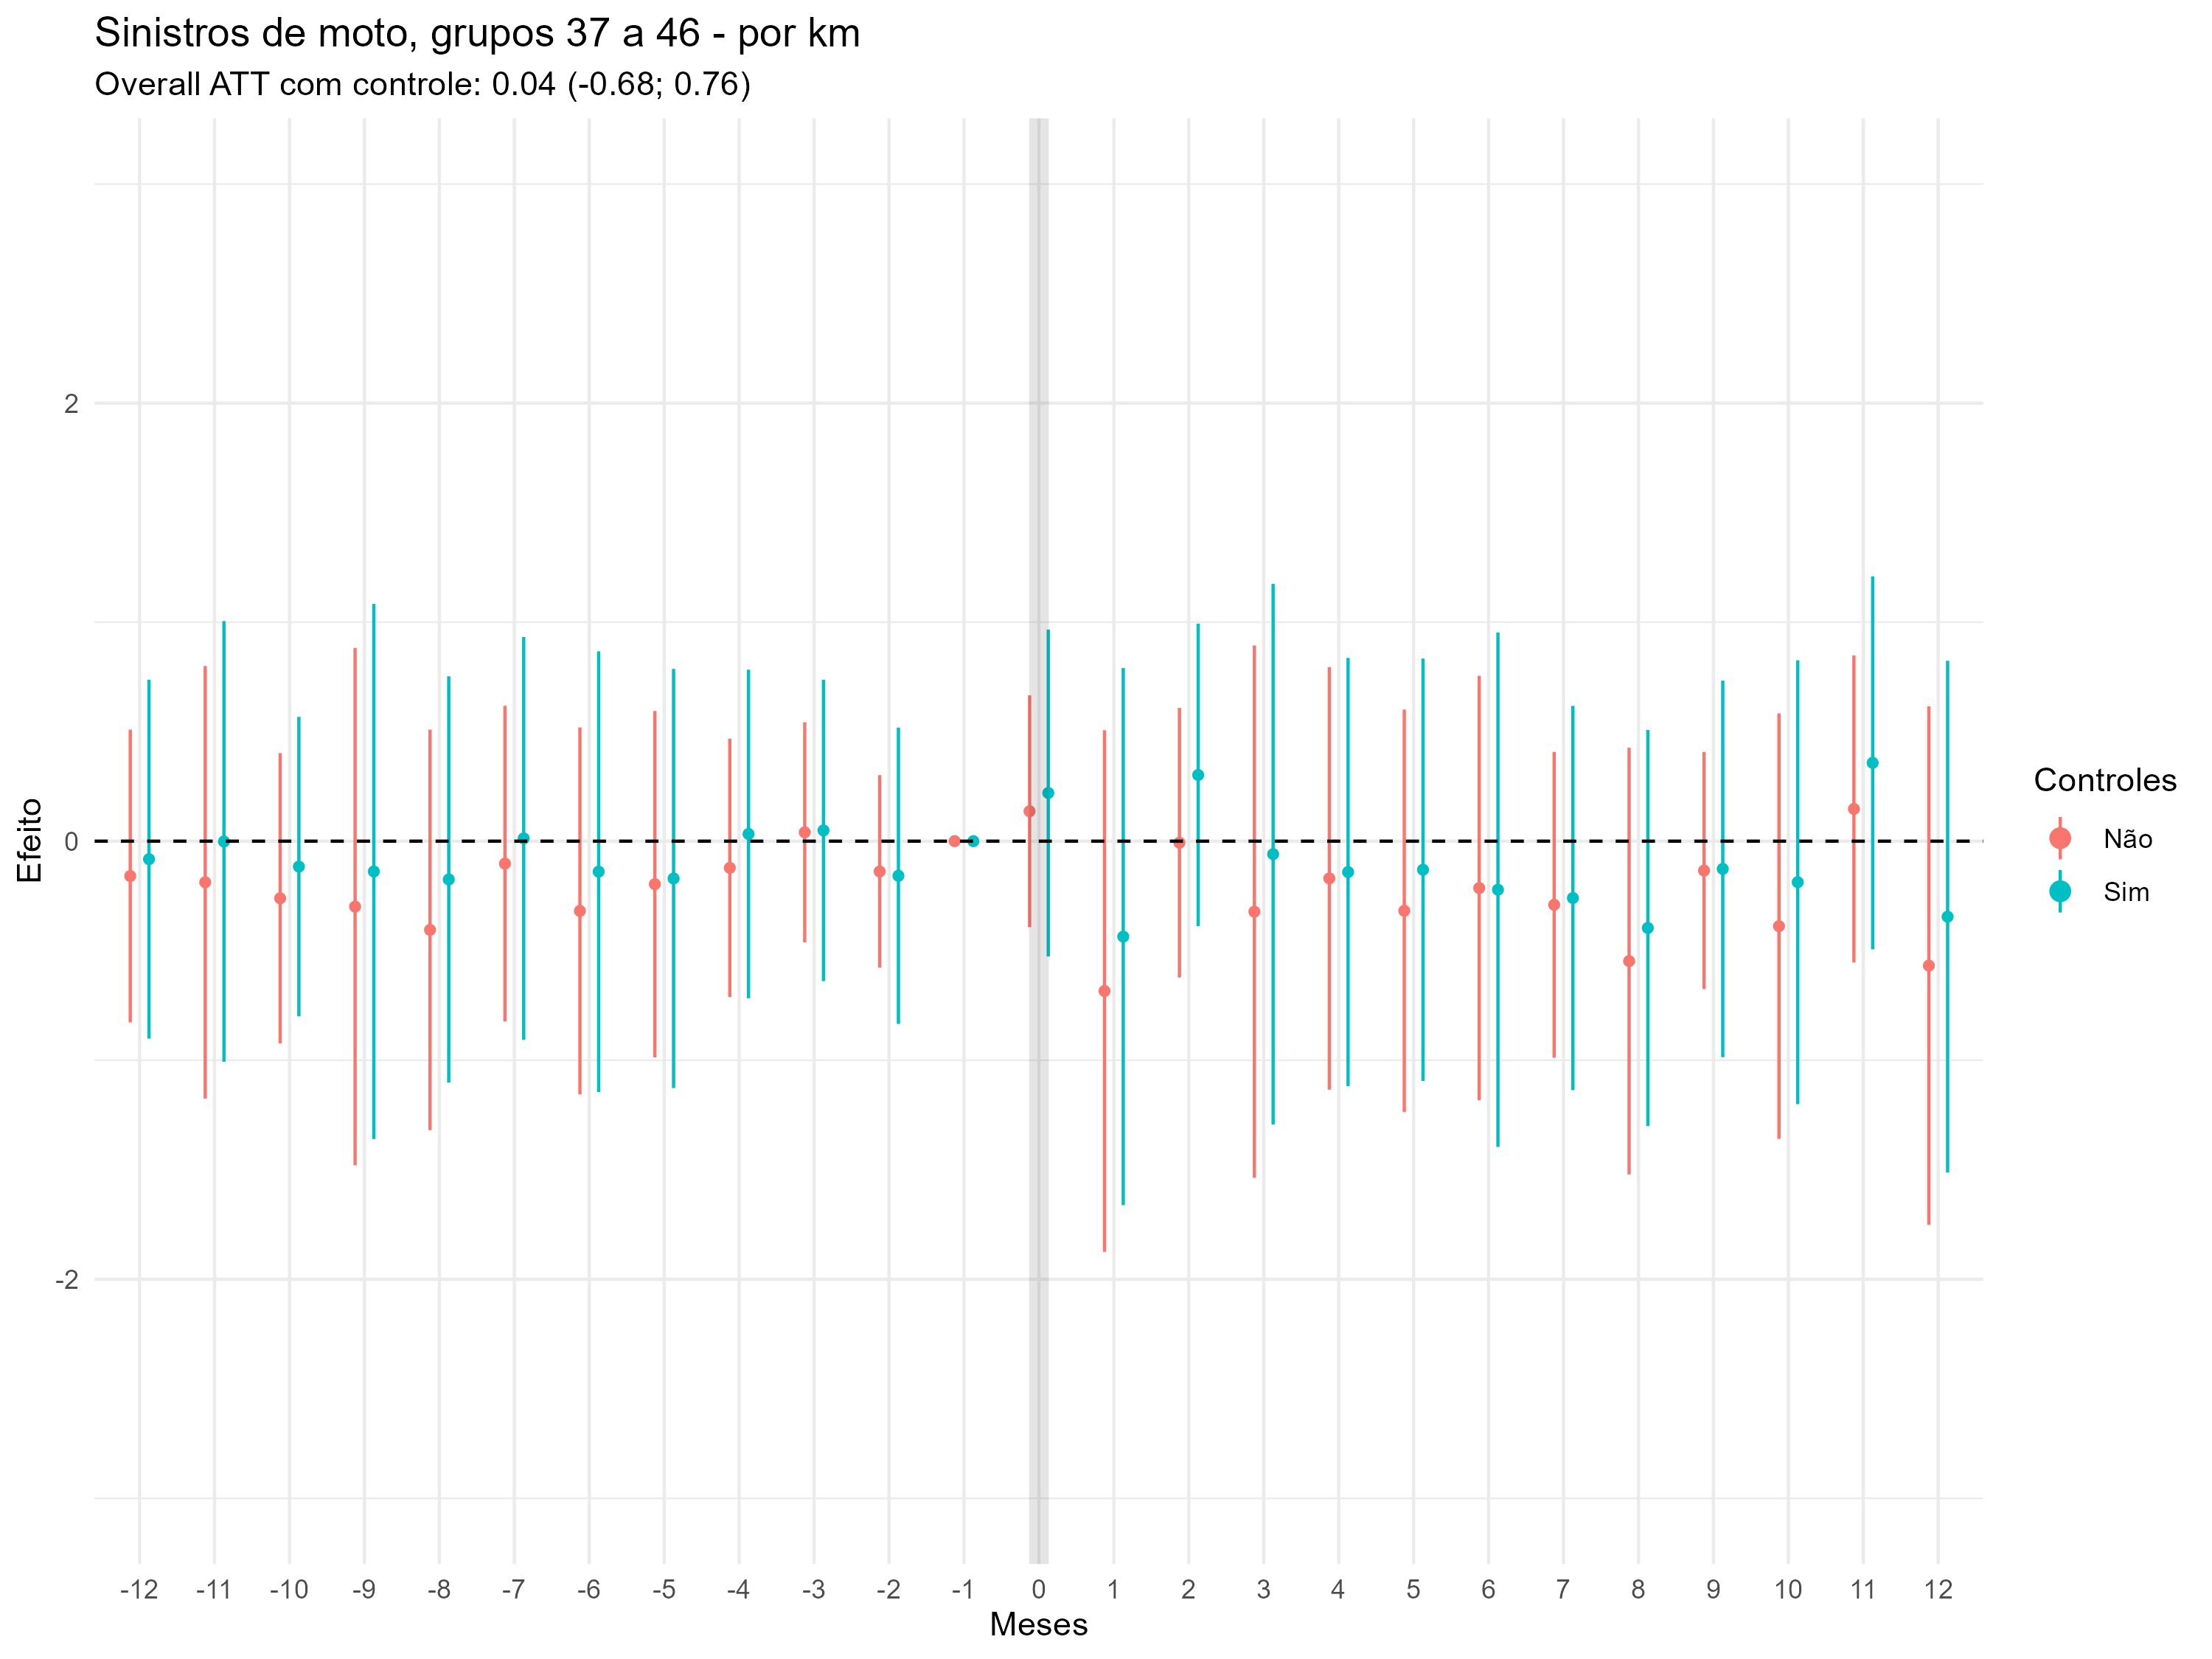 Sinistros de moto, grupos 37 a 46 - por km
Overall ATT com controle: 0.04 (-0.68; 0.76)
2
0
-2
Efeito
-12 -11 -10 -9 -8 -7 -6 -5 -4 -3 -2 -1 0 1 2 3 4 5 6 7 8 9 10 11 12
Meses
Controles
Não
Sim